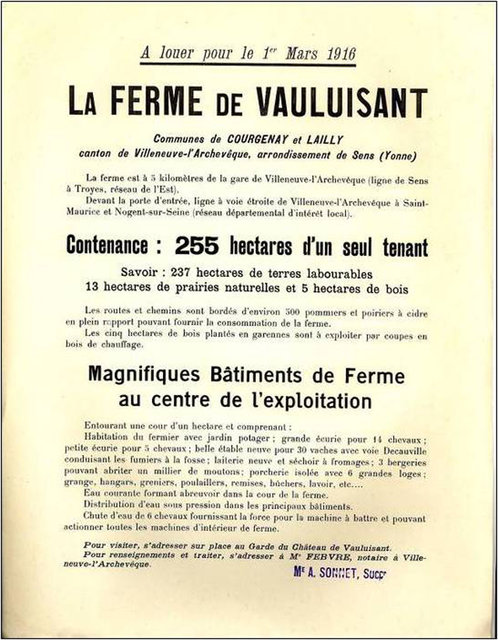 A louer pour le 1er Mars 1916
LA FERME DE VAULUISANT
Communes de COURGENAY et LAILLY
canton de Villeneuve-l'Archevêque, arrondissement de Sens (Yonne)
La ferme est à 5 kilomètres de la gare de Villeneuve-l'Archevêque (ligne de Sens
à Troyes, réseau de l'Est).
Devant la porte d'entrée, ligne à voie étroite de Villeneuve-l'Archevêque à Saint-
Maurice et Nogent-sur-Seine (réseau départemental d'intérêt local).
Contenance : 255 hectares d'un seul tenant
Savoir : 237 hectares de terres labourables
13 hectares de prairies naturelles et 5 hectares de bois
Les routes et chemins sont bordés d'environ 500 pommiers et poiriers à cidre
en plein rapport pouvant fournir la consommation de la ferme.
Les cinq hectares de bois plantés en garennes sont à exploiter par coupes en
bois de chauffage.
Magnifiques Bâtiments de Ferme
au centre de l'exploitation
Entourant une cour d'un hectare et comprenant :
Habitation du fermier avec jardin potager ; grande écurie pour 14 chevaux ;
petite écurie pour 5 chevaux ; belle étable neuve pour 30 vaches avec voie Decauville
conduisant les fumiers à la fosse ; laiterie neuve et séchoir à fromages ; 3 bergeries
pouvant abriter un millier de moutons ; porcherie isolée avec 6 grandes loges ;
grange, hangars, greniers, poulaillers, remises, bûchers, lavoir, etc....
Eau courante formant abreuvoir dans la cour de la ferme.
Distribution d'eau sous pression dans les principaux bâtiments.
Chute d'eau de 6 chevaux fournissant la force pour la machine à battre et pouvant
actionner toutes les machines d'intérieur de ferme.
Pour visiter, s'adresser sur place au Garde du Château de Vauluisant.
Pour renseignements et traiter, s'adresser à Me FEBVRE, notaire à Ville-
neuve-l'Archevêque.
Me A. SONNET, Succr